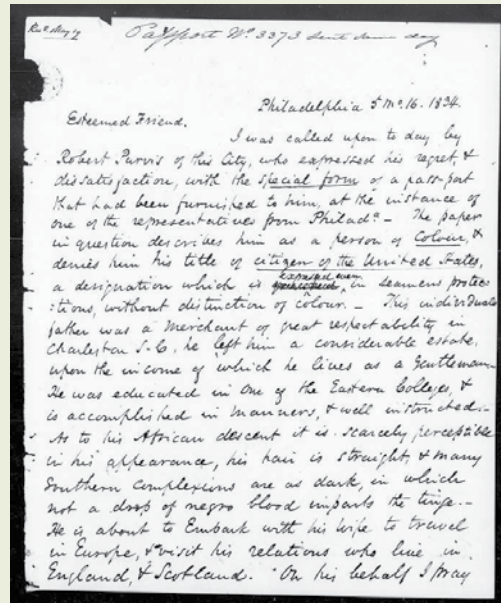 Rec'd May 17
Passport No. 3373 sent same day
Philadelphia 5 Mo. 16. 1834.
Esteemed Friend.
I was called upon to day by
Robert Purvis of this City, who expressed his regret, &
dissatisfaction, with the special form of a pass-port
that had been furnished to him, at the instance of
one of the representatives from Philada. – The paper
in question describes him as a person of Colour, &
denies him his title of citizen of the United States,
a designation which is expressed even in seamens protec
:tions, without distinction of colour. – This individuals
father was a Merchant of great respectability in
Charleston S.C. he left him a considerable estate,
upon the income of which he lives as a Gentleman –
He was educated in One of the Eastern Colleges, &
is accomplished in manners, & well instructed. –
As to his African descent it is scarcely perceptible
in his appearance, his hair is straight, & many
Southern Complexions are as dark, in which
not a drop of negro blood imparts the tinge. –
He is about to Embark with his wife to travel
in Europe, & visit his relations who live in
England, & Scotland. On his behalf I pray